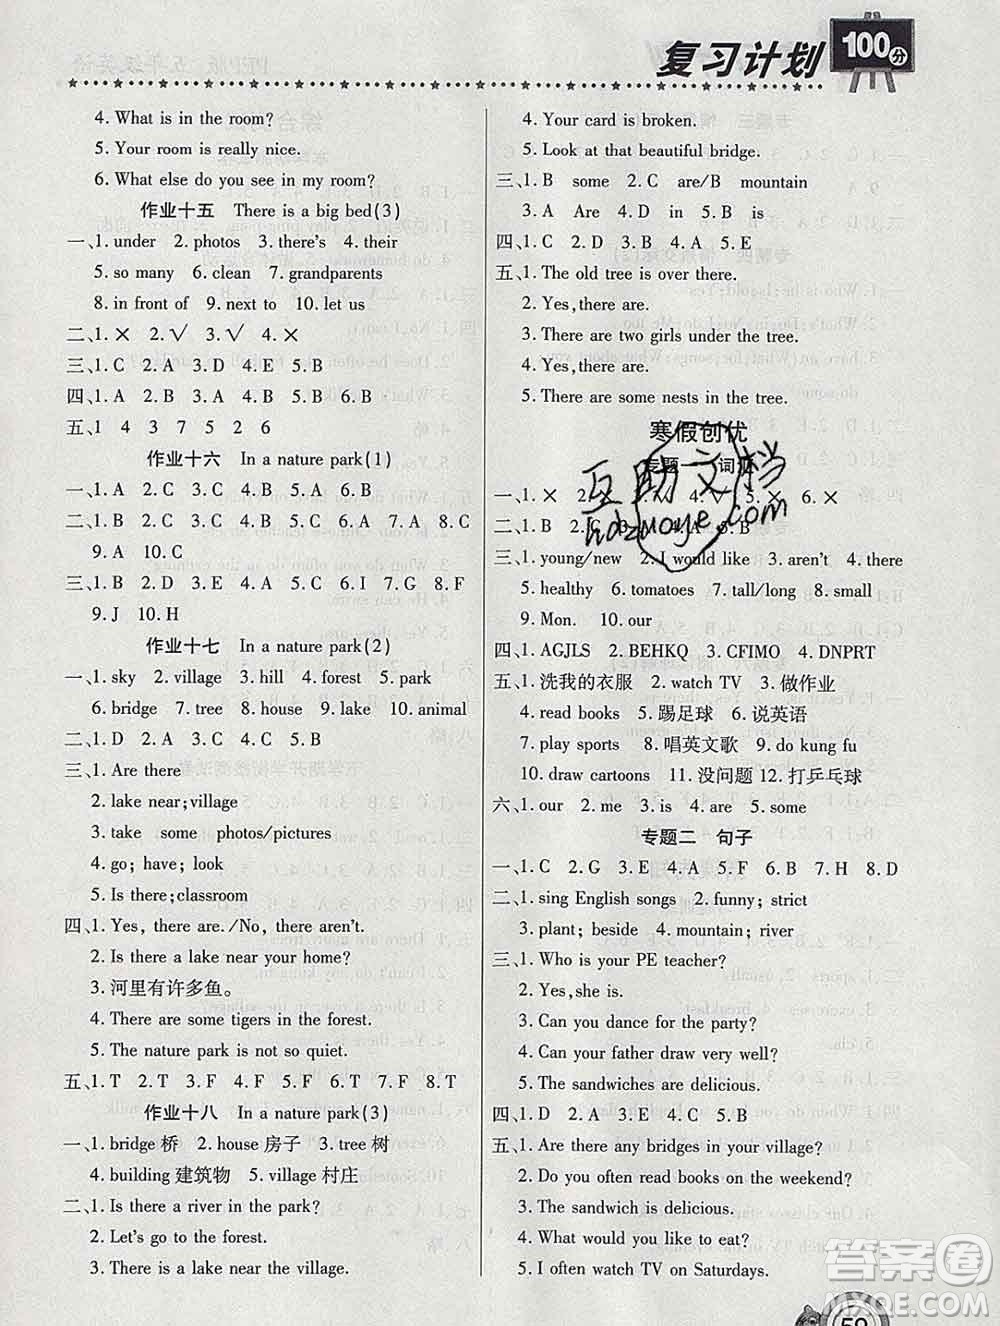 复习计划 100分
4. What is in the room?
5. Your room is really nice.
6. What else do you see in my room?
作业十五 There is a big bed(3)
一、1. under 2. photos 3. there's 4. their
5. so many 6. clean 7. grandparents
8. in front of 9. next to 10. let us
二、1. × 2. √ 3. √ 4. × 5. ×
三、1. C 2. A 3. D 4. E 5. B
四、1. A 2. B 3. A 4. B 5. B
五、1 4 3 7 5 2 6
作业十六 In a nature park(1)
一、1. B 2. A 3. C 4. A 5. C
二、1. B 2. C 3. C 4. B 5. C 6. A 7. A 8. C
9. A 10. C
三、1. B 2. A 3. D 4. C 5. E 6. I 7. G 8. F
9. J 10. H
作业十七 In a nature park(2)
一、1. sky 2. village 3. hill 4. forest 5. park
6. bridge 7. tree 8. house 9. lake 10. animal
二、1. D 2. A 3. C 4. B 5. B
三、1. Are there
2. lake near;village
3. take some photos/pictures
4. go; have; look
5. Is there;classroom
四、1. Yes, there are./No, there aren't.
2. Is there a lake near your home?
3. 河里有许多鱼。
4. There are some tigers in the forest.
5. The nature park is not so quiet.
五、1. T 2. T 3. F 4. F 5. T 6. F 7. F 8. T
作业十八 In a nature park(3)
一、1. bridge 桥 2. house 房子 3. tree 树
4. building 建筑物 5. village 村庄
二、1. Is there a river in the park?
2. Let's go to the forest.
3. There is a lake near the village.
4. Your card is broken.
5. Look at that beautiful bridge.
三、1. B some 2. C are/B mountain
3. A Are 4. A of 5. B is
四、1. C 2. D 3. B 4. A 5. E
五、1. The old tree is over there.
2. Yes,there are.
3. There are two girls under the tree.
4. Yes,there are.
5. There are some nests in the tree.
寒假创优
专题一 词汇
一、1. × 2. 3. 4. √ 5. × 6. ×
二、1. B 2. C 3. 4. A 5. B
三、1. young/new 2. I would like 3. aren't 4. there
5. healthy 6. tomatoes 7. tall/long 8. small
9. Mon. 10. our
四、1. AGJLS 2. BEHKQ 3. CFIMO 4. DNPRT
五、1. 洗我的衣服 2. watch TV 3. 做作业
4. read books 5. 踢足球 6. 说英语
7. play sports 8. 唱英文歌 9. do kung fu
10. draw cartoons 11. 没问题 12. 打乒乓球
六、1. our 2. me 3. is 4. are 5. some
专题二 句子
一、1. C 2. G 3. E 4. A 5. F 6. B 7. H 8. D
二、1. sing English songs 2. funny; strict
3. plant; beside 4. mountain; river
三、1. Who is your PE teacher?
2. Yes,she is.
3. Can you dance for the party?
4. Can your father draw very well?
5. The sandwiches are delicious.
四、1. D 2. A 3. E 4. C 5. B
五、1. Are there any bridges in your village?
2. Do you often read books on the weekend?
3. The sandwich is delicious.
4. What would you like to eat?
5. I often watch TV on Saturdays.
互助文档
hdzuoye.com
答案圈
MXQE.COM
59